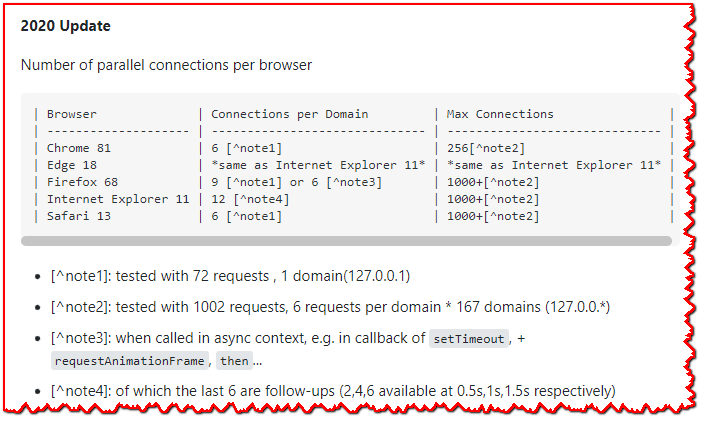 2020 Update
Number of parallel connections per browser
| Browser | Connections per Domain | Max Connections |
| ------------------- | ----------------------------- | ------------------------------ |
| Chrome 81 | 6 [^note1] | 256[^note2] |
| Edge 18 | *same as Internet Explorer 11* | *same as Internet Explorer 11* |
| Firefox 68 | 9 [^note1] or 6 [^note3] | 1000+[^note2] |
| Internet Explorer 11 | 12 [^note4] | 1000+[^note2] |
| Safari 13 | 6 [^note1] | 1000+[^note2] |
• [^note1]: tested with 72 requests , 1 domain(127.0.0.1)
• [^note2]: tested with 1002 requests, 6 requests per domain * 167 domains (127.0.0.*)
• [^note3]: when called in async context, e.g. in callback of setTimeout, +
requestAnimationFrame, then...
• [^note4]: of which the last 6 are follow-ups (2,4,6 available at 0.5s,1s,1.5s respectively)